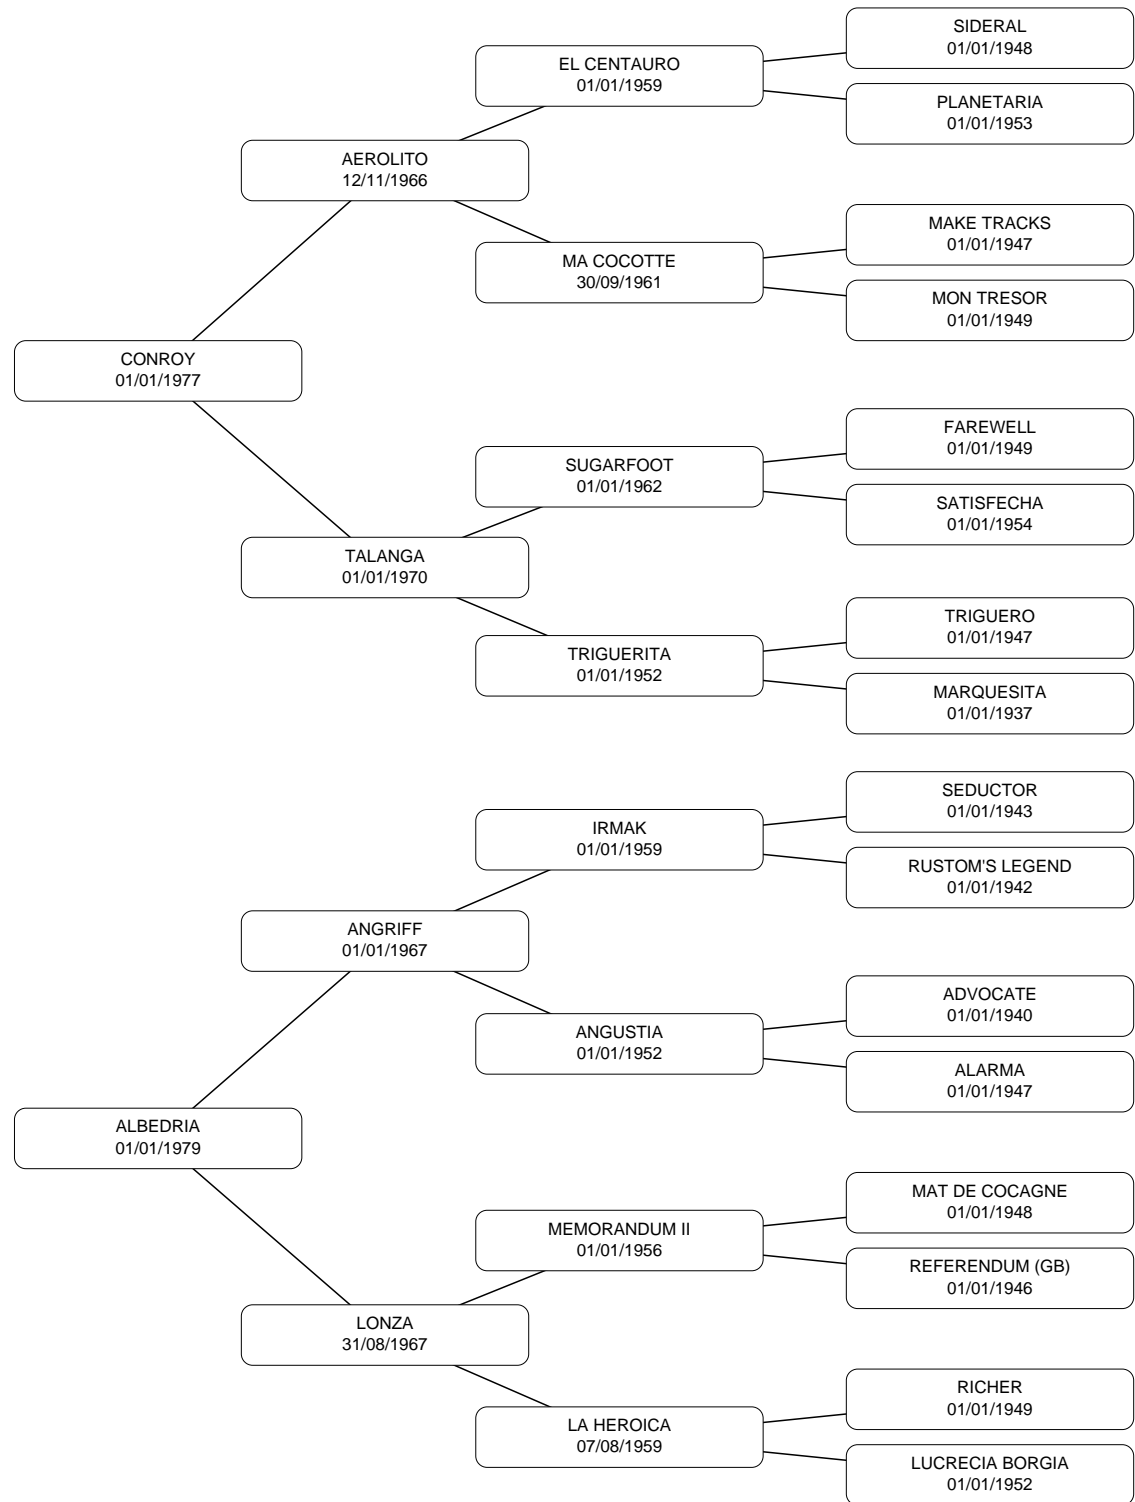 SIDERAL
01/01/1948
EL CENTAURO
01/01/1959
PLANETARIA
01/01/1953
AEROLITO
12/11/1966
MAKE TRACKS
01/01/1947
MA COCOTTE
30/09/1961
MON TRESOR
01/01/1949
CONROY
01/01/1977
FAREWELL
01/01/1949
SUGARFOOT
01/01/1962
SATISFECHA
01/01/1954
TALANGA
01/01/1970
TRIGUERO
01/01/1947
TRIGUERITA
01/01/1952
MARQUESITA
01/01/1937
SEDUCTOR
01/01/1943
IRMAK
01/01/1959
RUSTOM'S LEGEND
01/01/1942
ANGRIFF
01/01/1967
ADVOCATE
01/01/1940
ANGUSTIA
01/01/1952
ALARMA
01/01/1947
ALBEDRIA
01/01/1979
MAT DE COCAGNE
01/01/1948
MEMORANDUM II
01/01/1956
REFERENDUM (GB)
01/01/1946
LONZA
31/08/1967
RICHER
01/01/1949
LA HEROICA
07/08/1959
LUCRECIA BORGIA
01/01/1952